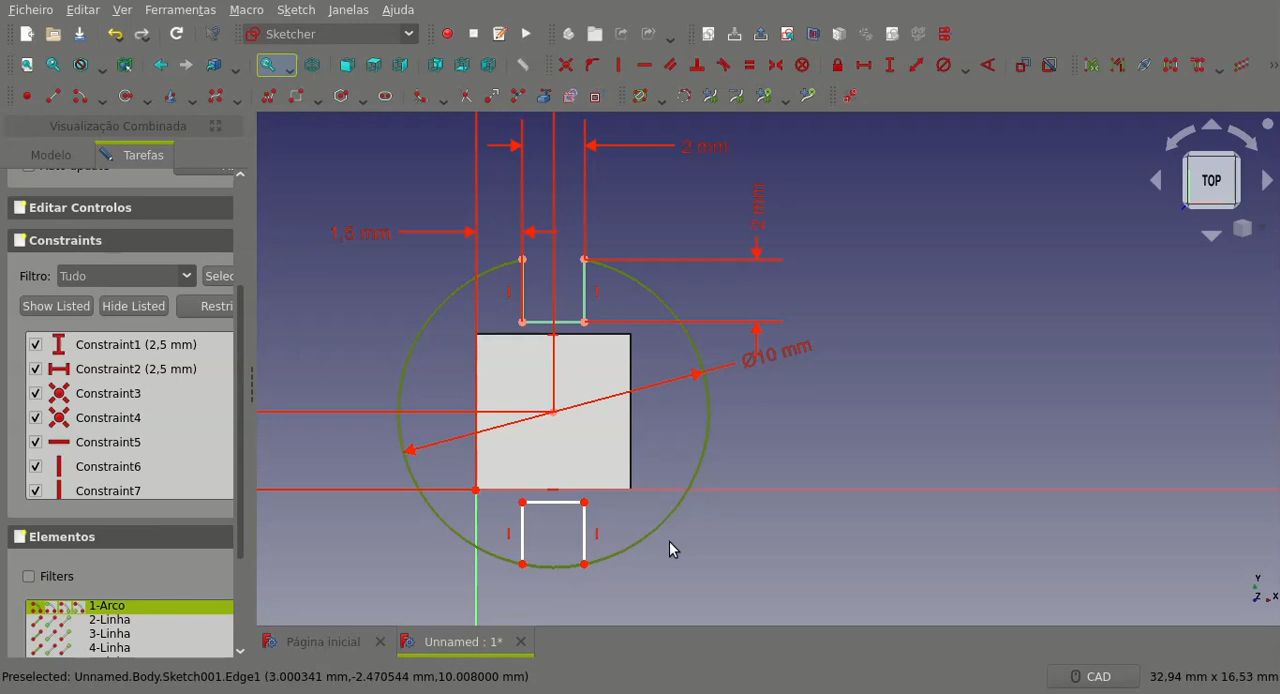 Ficheiro Editar Ver Ferramentas Macro Sketch Janelas Ajuda
Sketcher
Visualização Combinada
Modelo Tarefas
Editar Controlos
Constraints
Filtro: Tudo Selec
Show Listed Hide Listed Restri
Constraint1 (2,5 mm)
Constraint2 (2,5 mm)
Constraint3
Constraint4
Constraint5
Constraint6
Constraint7
Elementos
Filters
1-Arco
2-Linha
3-Linha
4-Linha
2 mm
2 mm
1,5 mm
Ø10 mm
TOP
Y
Z X
Página inicial Unnamed : 1*
Preselected: Unnamed.Body.Sketch001.Edge1 (3.000341 mm,-2.470544 mm,10.008000 mm) CAD 32,94 mm x 16,53 mm